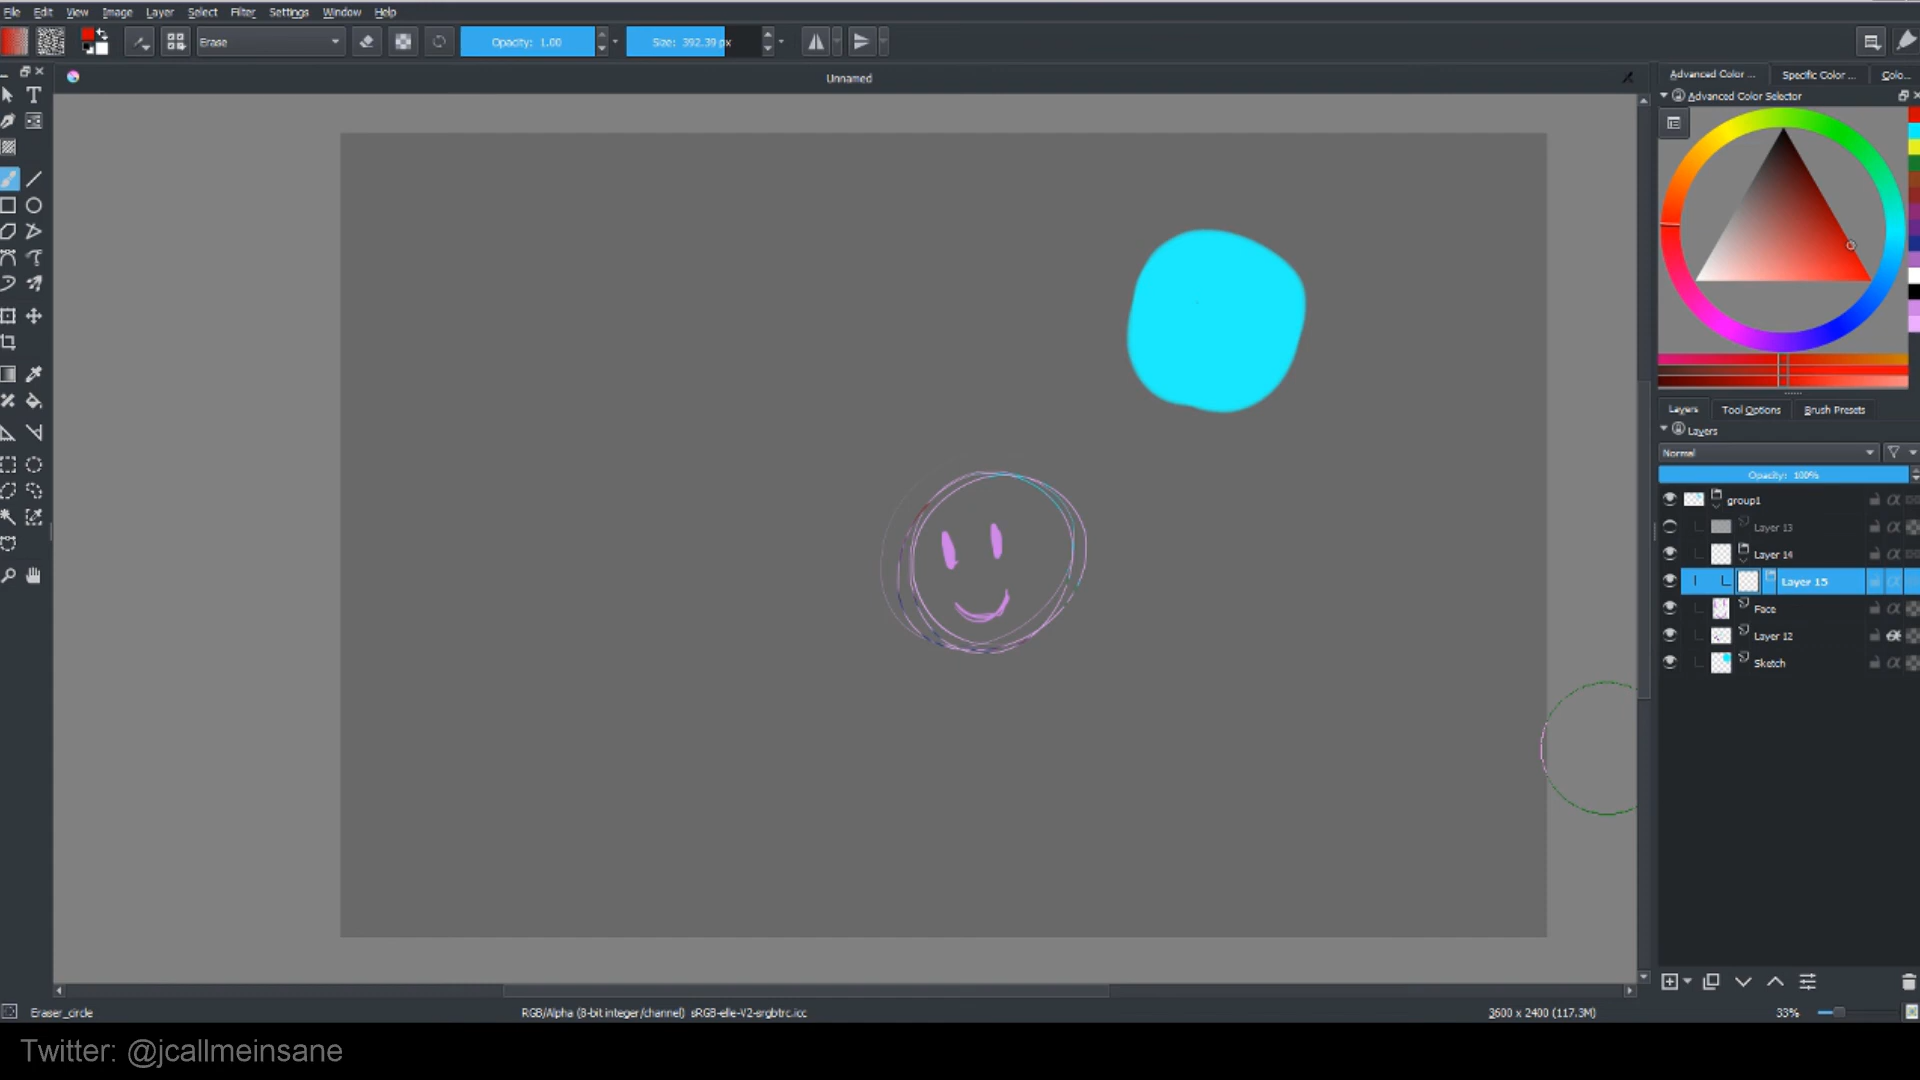 File Edit View Image Layer Select Filter Settings Window Help
Erase
Opacity: 1.00
Size: 392.39 px
Unnamed
Advanced Color ...
Specific Color ...
Colo...
Advanced Color Selector
Layers
Tool Options
Brush Presets
Layers
Normal
Opacity: 100%
group1
Layer 13
Layer 14
Layer 15
Face
Layer 12
Sketch
Eraser_circle
RGB/Alpha (8-bit integer/channel) sRGB-elle-V2-srgbtrc.icc
3600 x 2400 (117.3M)
33%
Twitter: @jcallmeinsane